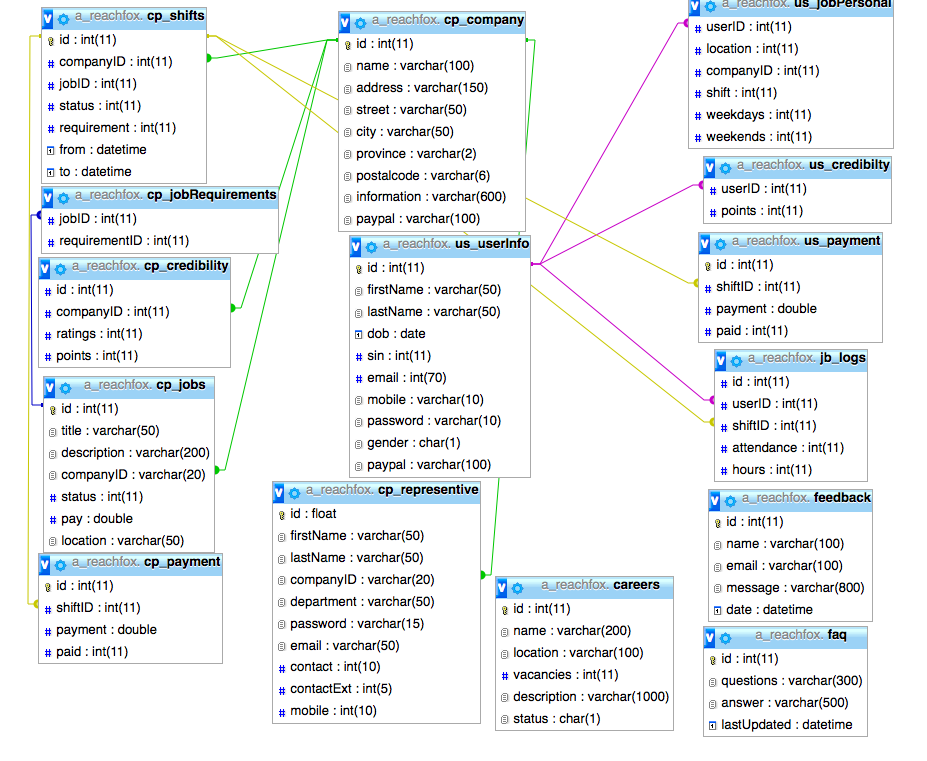 a_reachfox. cp_shifts
id : int(11)
companyID : int(11)
jobID : int(11)
status : int(11)
requirement : int(11)
from : datetime
to : datetime
a_reachfox. cp_jobRequirements
jobID : int(11)
requirementID : int(11)
a_reachfox. cp_credibility
id : int(11)
companyID : int(11)
ratings : int(11)
points : int(11)
a_reachfox. cp_jobs
id : int(11)
title : varchar(50)
description : varchar(200)
companyID : varchar(20)
status : int(11)
pay : double
location : varchar(50)
a_reachfox. cp_payment
id : int(11)
shiftID : int(11)
payment : double
paid : int(11)
a_reachfox. cp_company
id : int(11)
name : varchar(100)
address : varchar(150)
street : varchar(50)
city : varchar(50)
province : varchar(2)
postalcode : varchar(6)
information : varchar(600)
paypal : varchar(100)
a_reachfox. us_userInfo
id : int(11)
firstName : varchar(50)
lastName : varchar(50)
dob : date
sin : int(11)
email : int(70)
mobile : varchar(10)
password : varchar(10)
gender : char(1)
paypal : varchar(100)
a_reachfox. cp_representive
id : float
firstName : varchar(50)
lastName : varchar(50)
companyID : varchar(20)
department : varchar(50)
password : varchar(15)
email : varchar(50)
contact : int(10)
contactExt : int(5)
mobile : int(10)
a_reachfox. careers
id : int(11)
name : varchar(200)
location : varchar(100)
vacancies : int(11)
description : varchar(1000)
status : char(1)
a_reachfox. us_jobPersonal
userID : int(11)
location : int(11)
companyID : int(11)
shift : int(11)
weekdays : int(11)
weekends : int(11)
a_reachfox. us_credibilty
userID : int(11)
points : int(11)
a_reachfox. us_payment
id : int(11)
shiftID : int(11)
payment : double
paid : int(11)
a_reachfox. jb_logs
id : int(11)
userID : int(11)
shiftID : int(11)
attendance : int(11)
hours : int(11)
a_reachfox. feedback
id : int(11)
name : varchar(100)
email : varchar(100)
message : varchar(800)
date : datetime
a_reachfox. faq
id : int(11)
questions : varchar(300)
answer : varchar(500)
lastUpdated : datetime